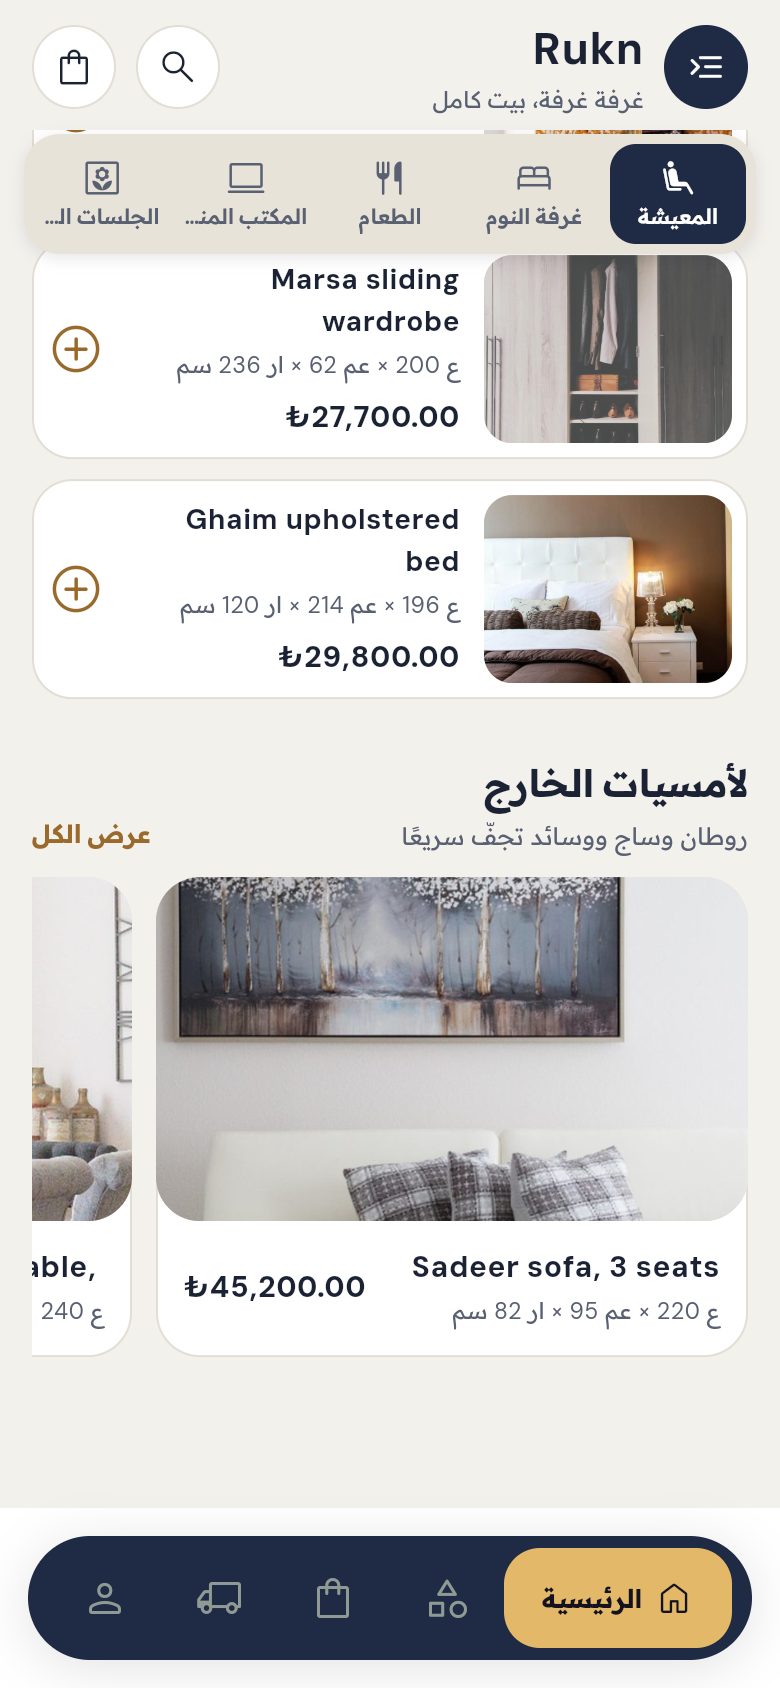 Rukn
غرفة غرفة، بيت كامل
المعيشة
غرفة النوم
الطعام
المكتب المنـ...
الجلسات الـ...
Marsa sliding
wardrobe
ع 200 × عم 62 × ار 236 سم
₺27,700.00
Ghaim upholstered
bed
ع 196 × عم 214 × ار 120 سم
₺29,800.00
لأمسيات الخارج
روطان وساج ووسائد تجفّ سريعًا
عرض الكل
Sadeer sofa, 3 seats
ع 220 × عم 95 × ار 82 سم
₺45,200.00
able,
ع 240
الرئيسية